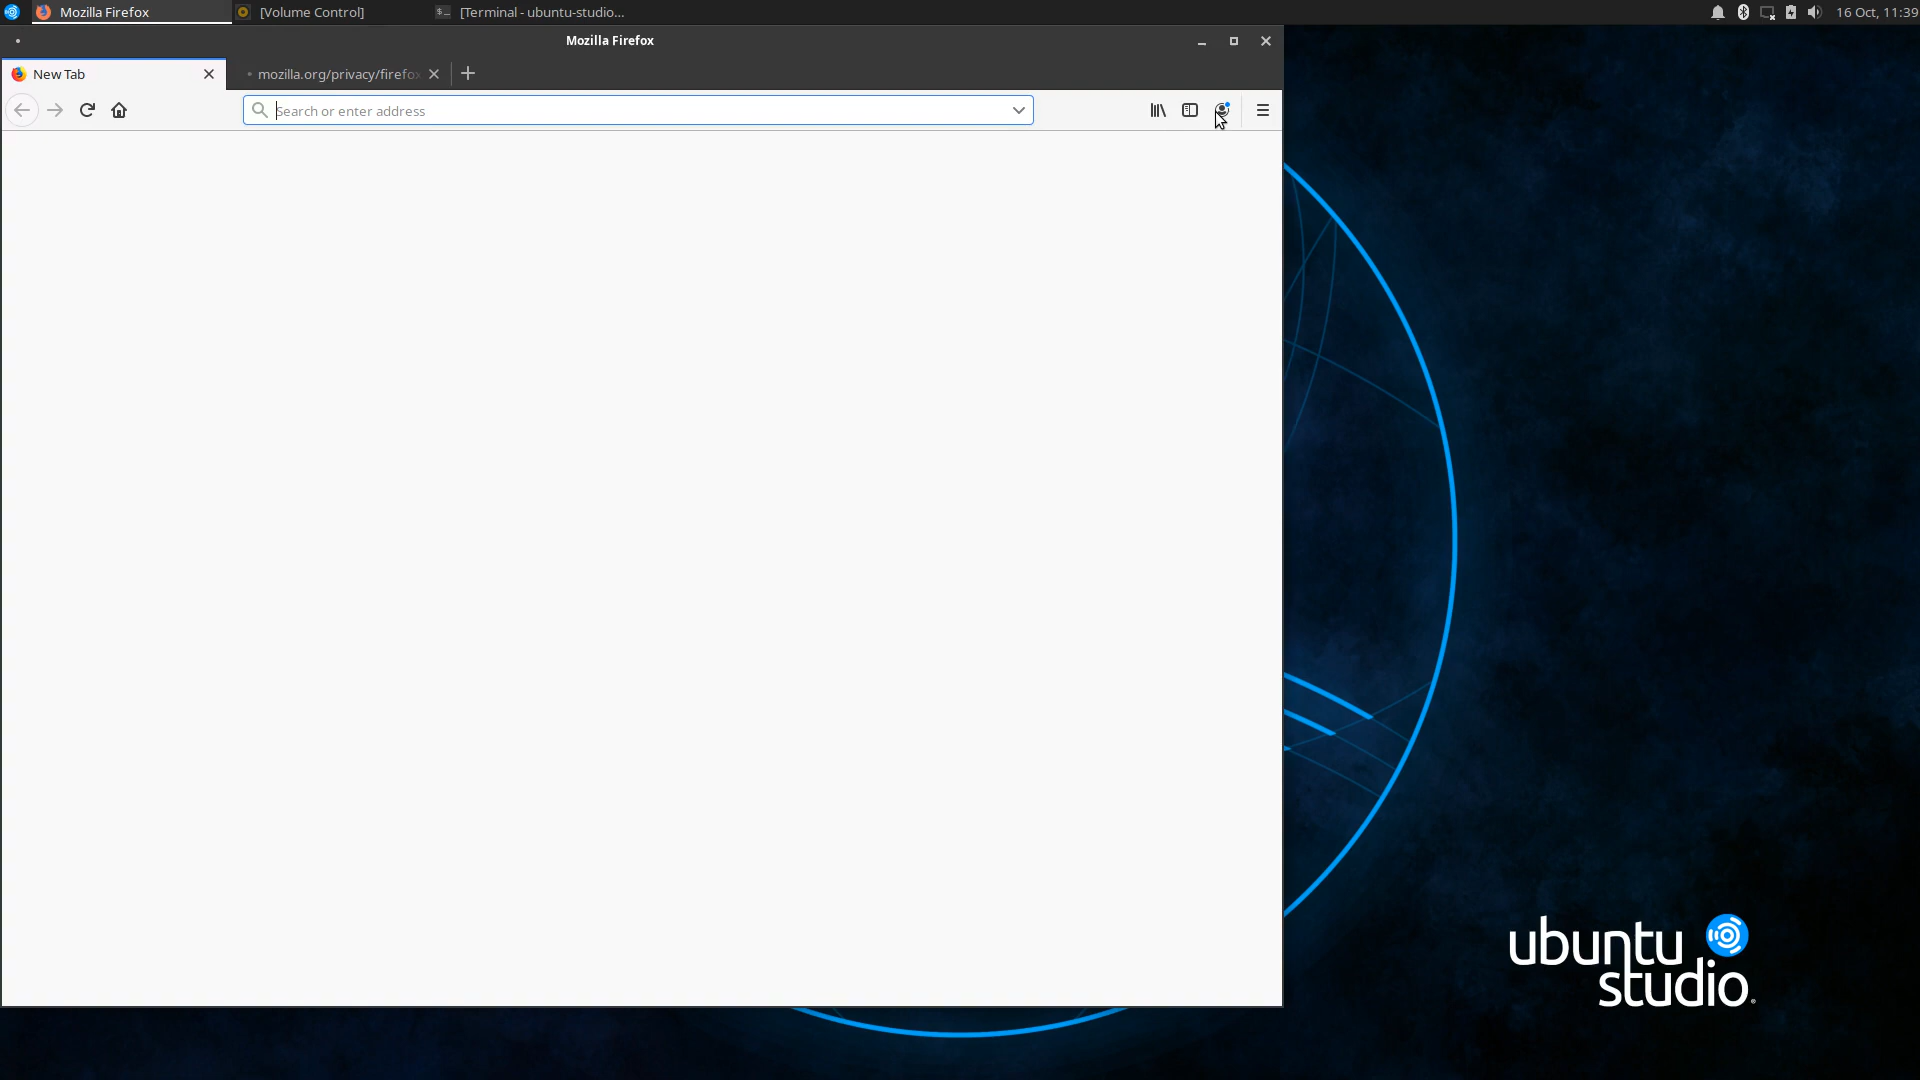 Mozilla Firefox
[Volume Control]
[Terminal - ubuntu-studio...
16 Oct, 11:39
Mozilla Firefox
New Tab
mozilla.org/privacy/firefo
Search or enter address
ubuntu
studio